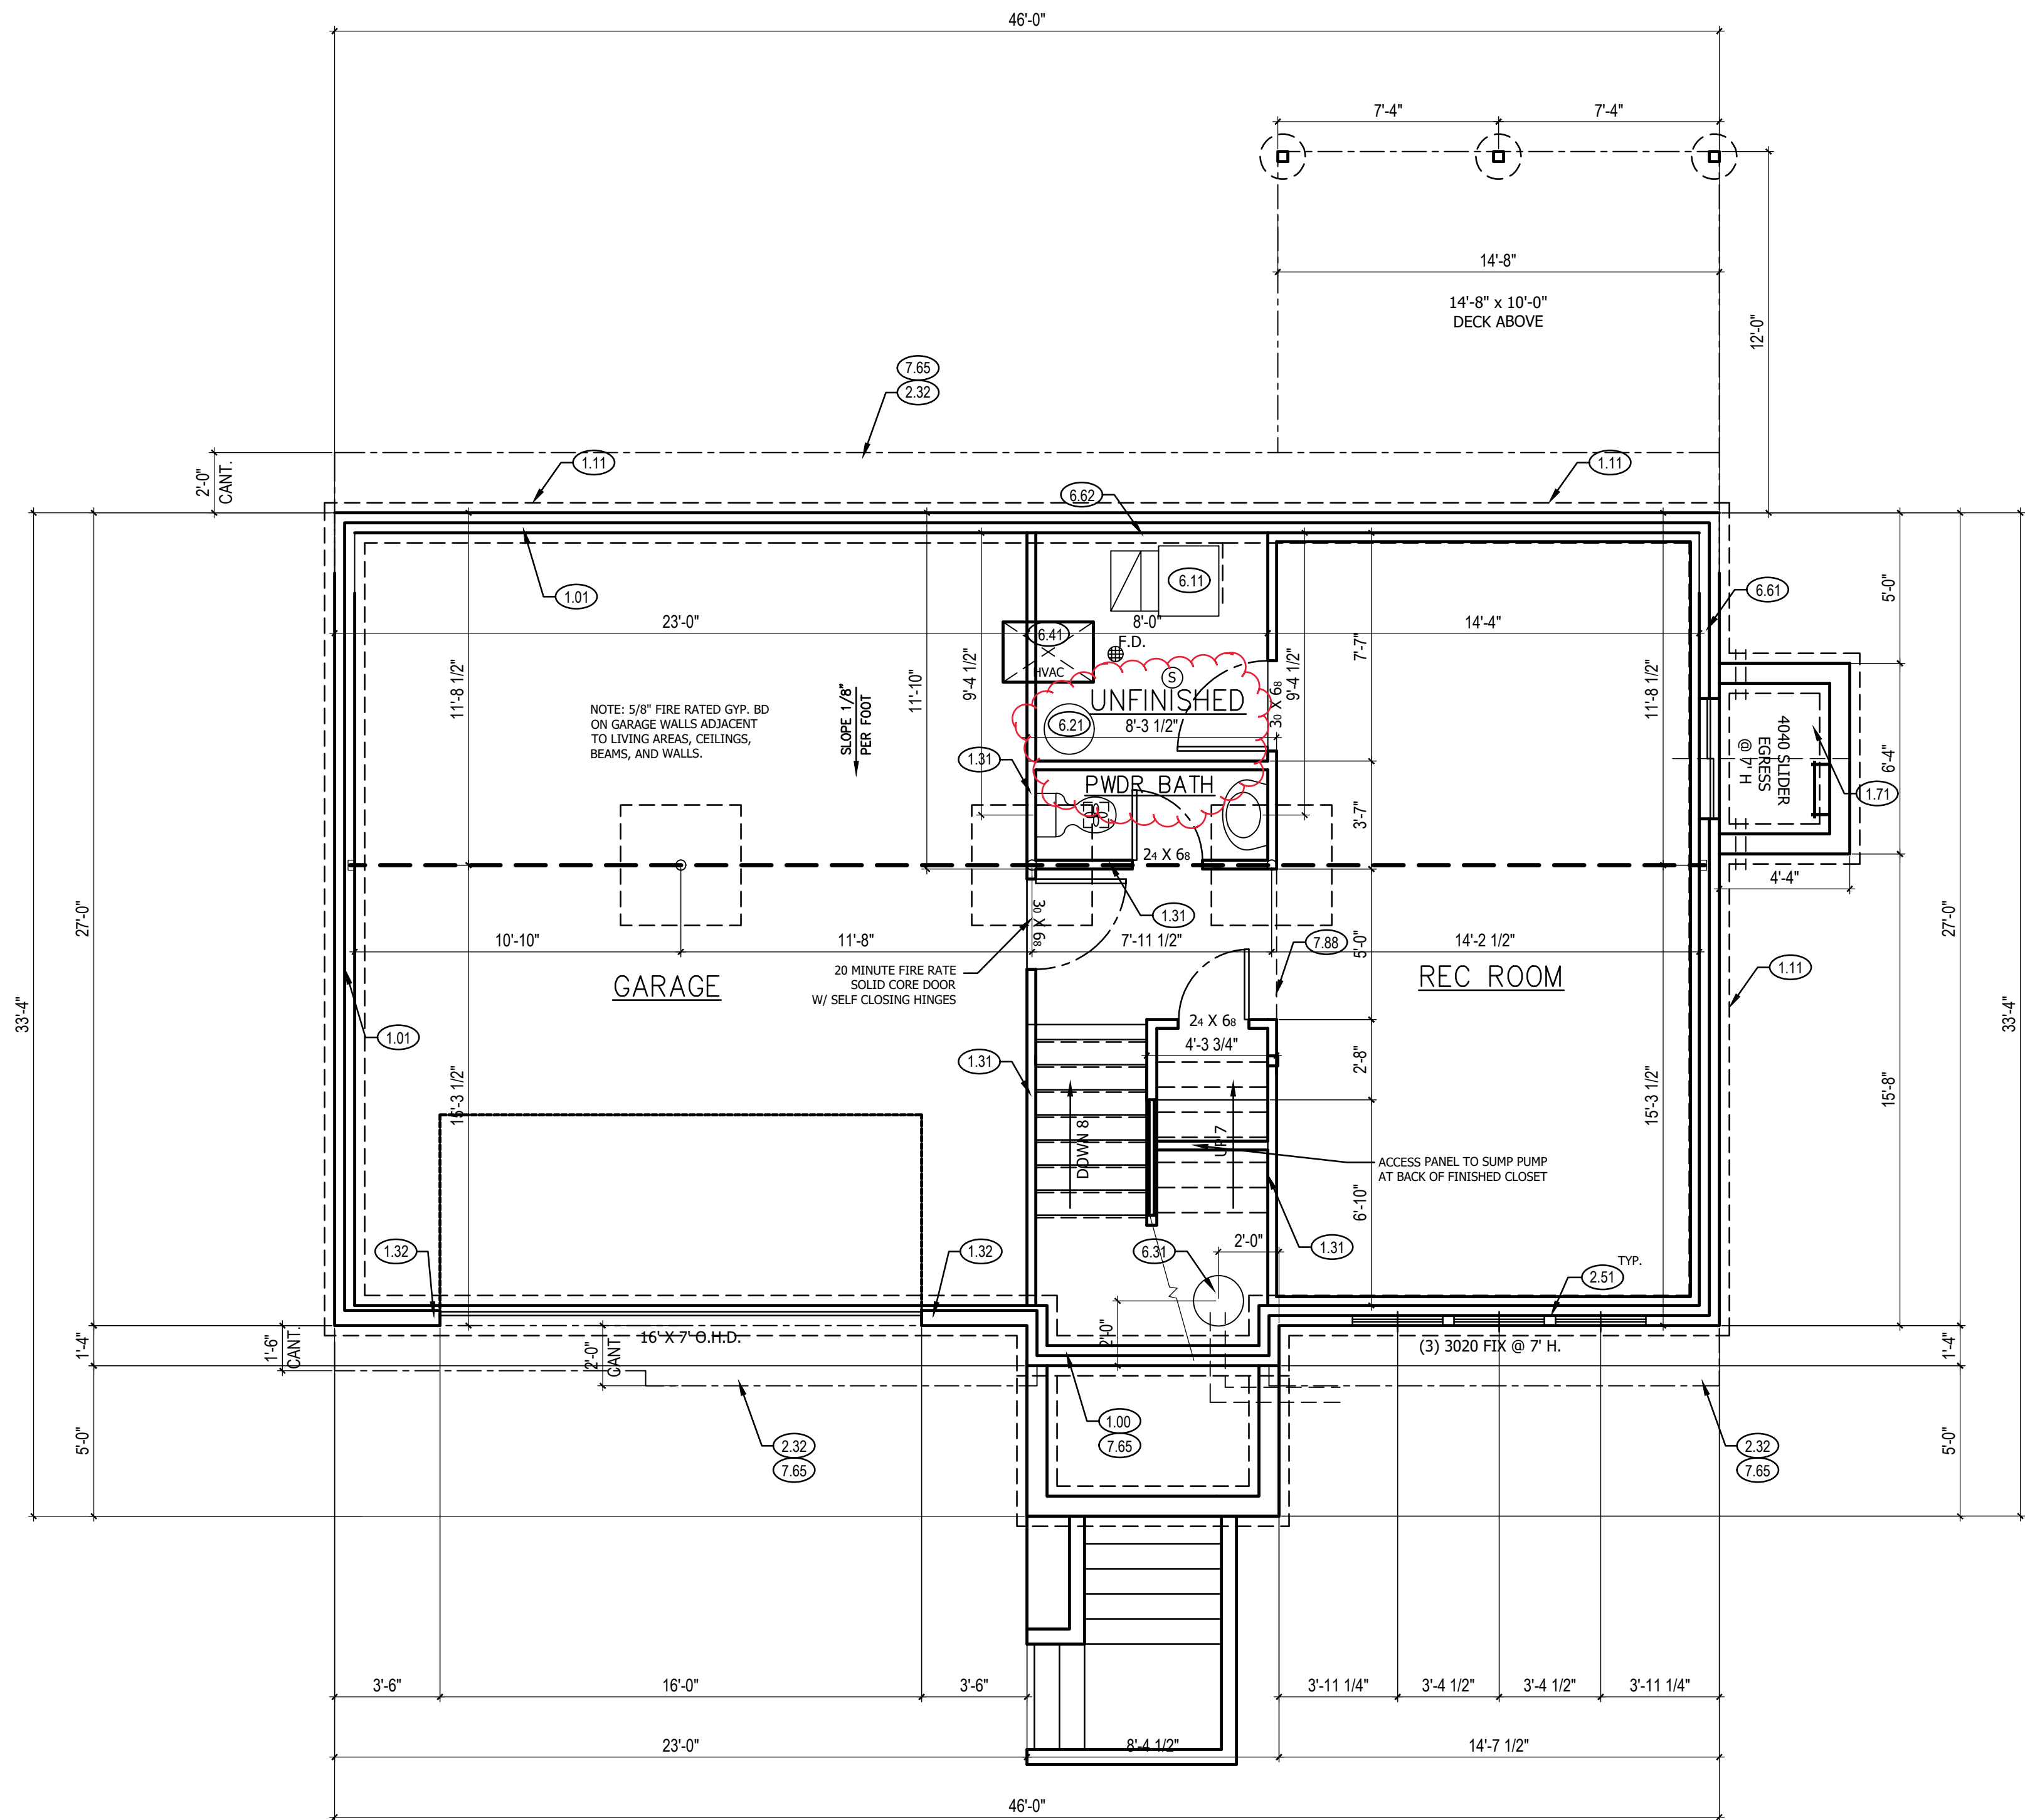 46'-0"
7'-4"
7'-4"
14'-8"
14'-8" x 10'-0"
DECK ABOVE
12'-0"
7.65
2.32
2'-0"
CANT.
1.11
1.11
6.62
1.01
6.11
6.61
5'-0"
23'-0"
6.41
8'-0"
14'-4"
F.D.
HVAC
7'-7"
11'-8 1/2"
11'-10"
9'-4 1/2"
9'-4 1/2"
11'-8 1/2"
S
UNFINISHED
8'-3 1/2"
6.21
30 X 68
NOTE: 5/8" FIRE RATED GYP. BD
ON GARAGE WALLS ADJACENT
TO LIVING AREAS, CEILINGS,
BEAMS, AND WALLS.
SLOPE 1/8"
PER FOOT
1.31
4040 SLIDER
EGRESS
@ 7' H
6'-4"
1.71
PWDR BATH
3'-7"
24 X 68
4'-4"
27'-0"
27'-0"
30 X 68
1.31
10'-10"
11'-8"
7'-11 1/2"
7.88
5'-0"
14'-2 1/2"
20 MINUTE FIRE RATE
SOLID CORE DOOR
W/ SELF CLOSING HINGES
GARAGE
REC ROOM
1.11
33'-4"
33'-4"
1.01
24 X 68
4'-3 3/4"
2'-8"
1.31
15'-3 1/2"
15'-3 1/2"
15'-8"
DOWN 8
UP 7
ACCESS PANEL TO SUMP PUMP
AT BACK OF FINISHED CLOSET
6'-10"
1.32
1.32
6.31
2'-0"
1.31
TYP.
2.51
1'-4"
1'-6"
CANT.
2'-0"
CANT
16' X 7' O.H.D.
2'-0"
(3) 3020 FIX @ 7' H.
1'-4"
5'-0"
2.32
7.65
1.00
7.65
2.32
7.65
5'-0"
3'-6"
16'-0"
3'-6"
3'-11 1/4"
3'-4 1/2"
3'-4 1/2"
3'-11 1/4"
23'-0"
8'-4 1/2"
14'-7 1/2"
46'-0"